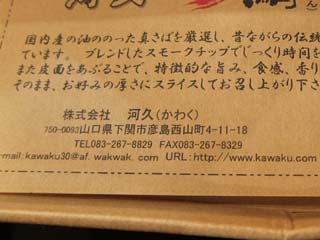 河久
ん
国内産の油ののった真さばを厳選し、昔ながらの伝統
ています。ブレンドしたスモークチップでじっくり時間を
また皮面をあぶることで、特徴的な旨み、食感、香り
そのまま、お好みの厚さにスライスしてお召し上がり下さ
株式会社 河久(かわく)
750-0093山口県下関市彦島西山町4-11-18
TEL083-267-8829 FAX083-267-8329
e-mail:kawaku30@af.wakwak.com URL:http://www.kawaku.com